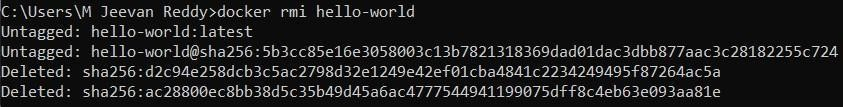 C:\Users\M Jeevan Reddy>docker rmi hello-world
Untagged: hello-world:latest
Untagged: hello-world@sha256:5b3cc85e16e3058003c13b7821318369dad01dac3dbb877aac3c28182255c724
Deleted: sha256:d2c94e258dcb3c5ac2798d32e1249e42ef01cba4841c2234249495f87264ac5a
Deleted: sha256:ac28800ec8bb38d5c35b49d45a6ac4777544941199075dff8c4eb63e093aa81e